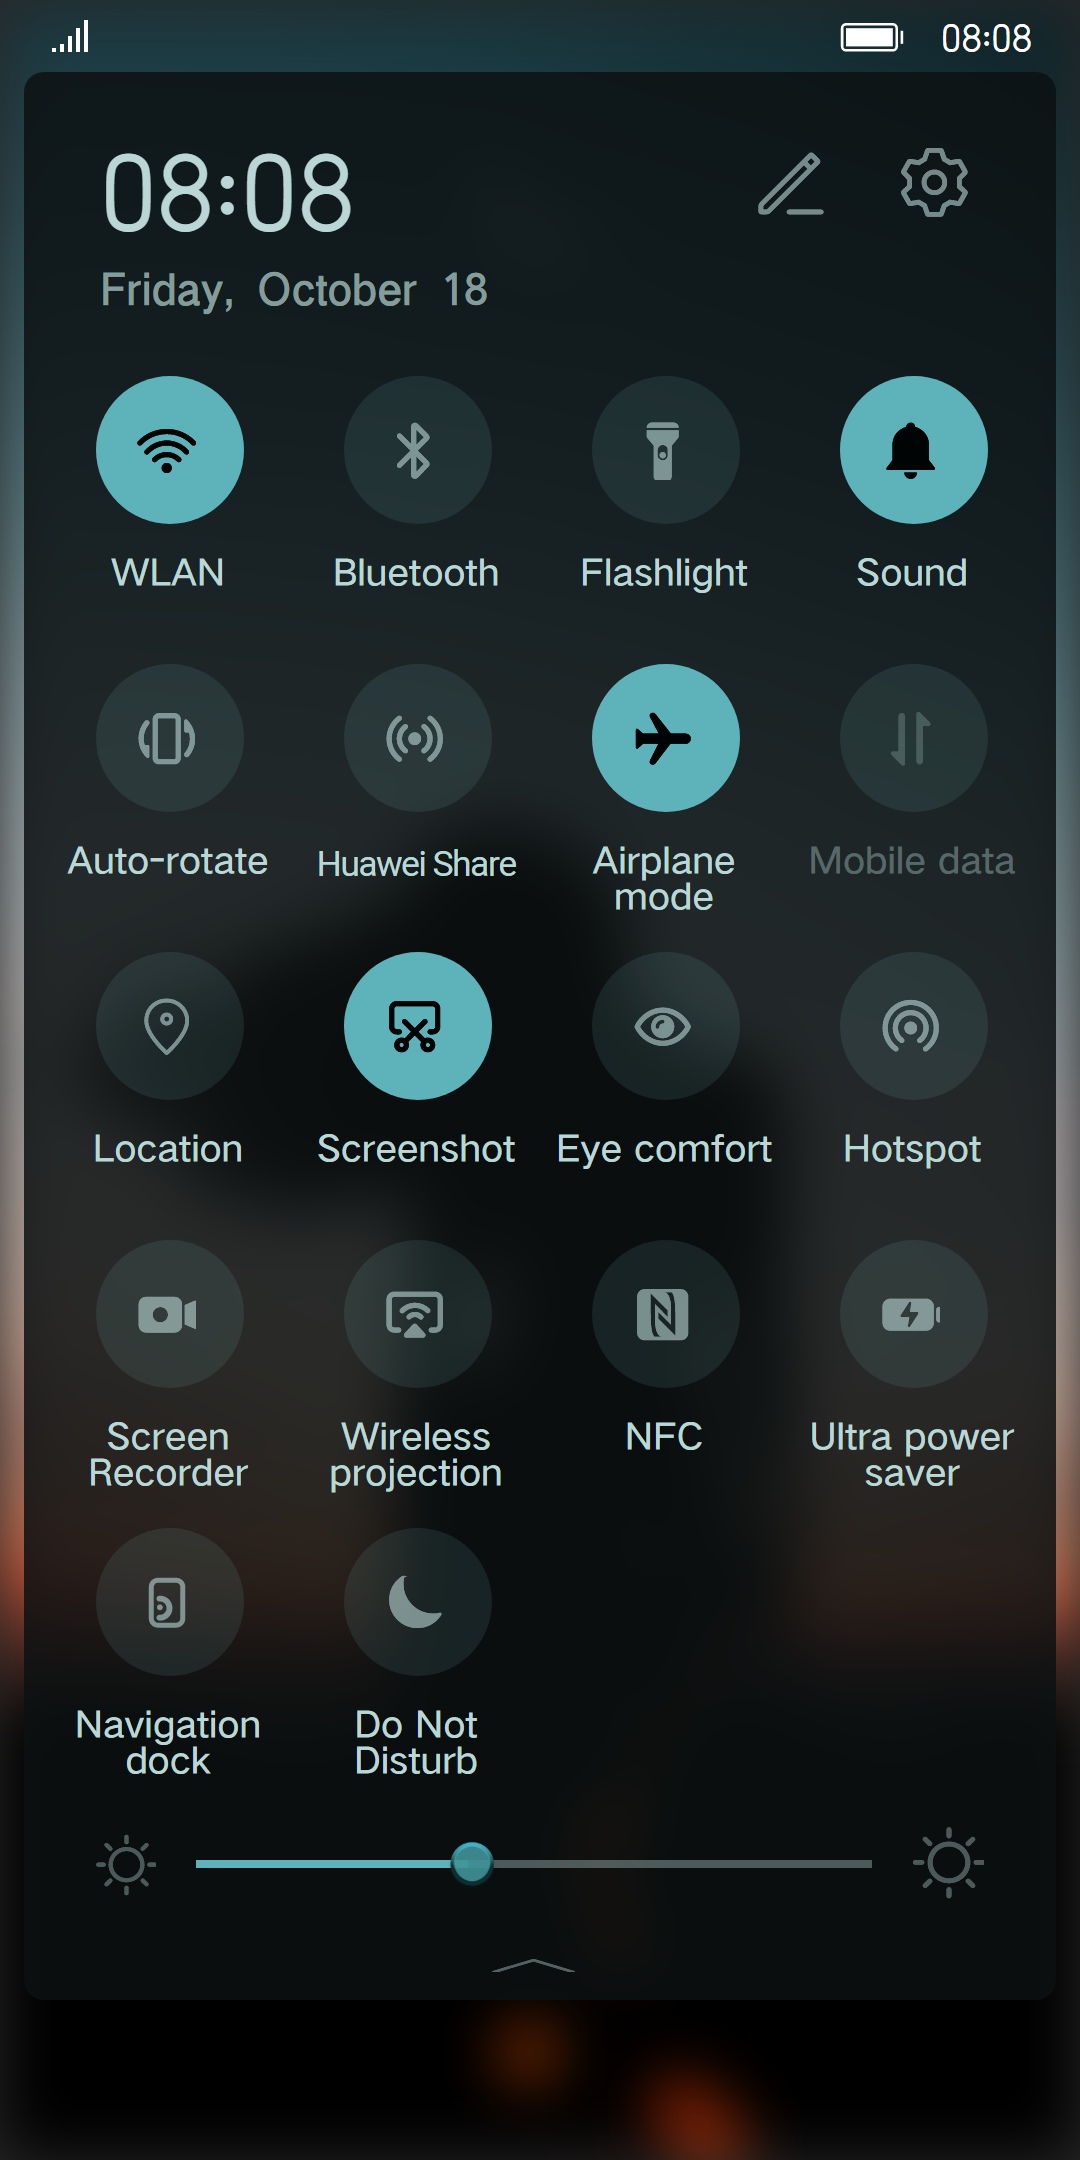 08:08
08:08
Friday, October 18
WLAN
Bluetooth
Flashlight
Sound
Auto-rotate
Huawei Share
Airplane
mode
Mobile data
Location
Screenshot
Eye comfort
Hotspot
Screen
Recorder
Wireless
projection
NFC
Ultra power
saver
Navigation
dock
Do Not
Disturb